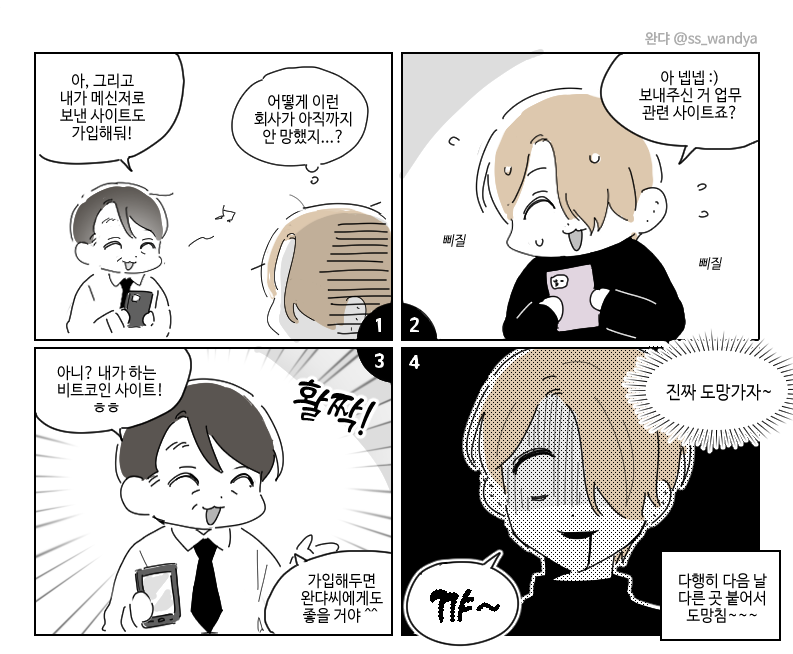 완댜 @ss_wandya
아, 그리고
내가 메신저로
보낸 사이트도
가입해둬!
어떻게 이런
회사가 아직까지
안 망했지...?
1
아 넵넵 :)
보내주신 거 업무
관련 사이트죠?
삐질
삐질
2
아니? 내가 하는
비트코인 사이트!
ㅎㅎ
활짝!
3
가입해두면
완댜씨에게도
좋을 거야 ^^
4
진짜 도망가자~
꺄~
다행히 다음 날
다른 곳 붙어서
도망침~~~